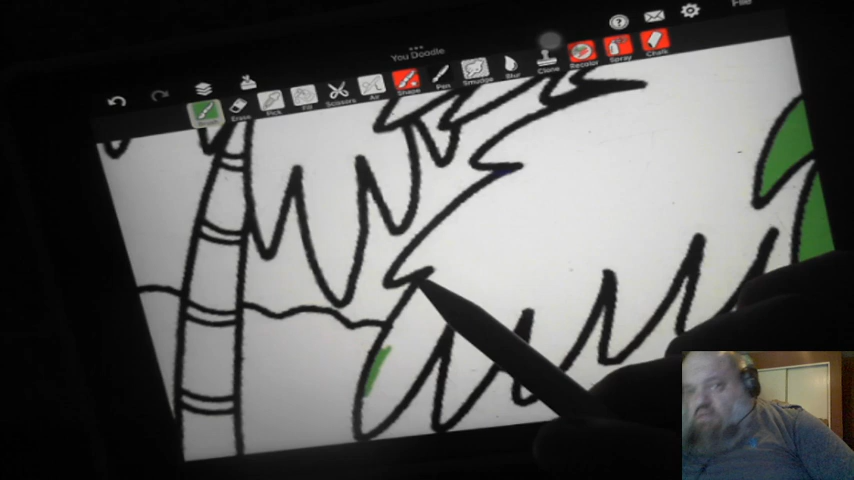 You Doodle
File
Brush Erase Pick Fill Scissors Air Shape Pen Smudge Blur Clone Recolor Spray Chalk